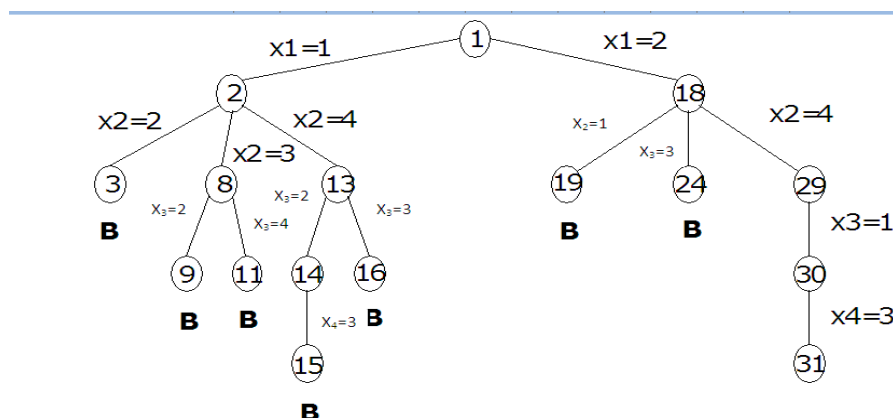 1
x1=1
x1=2
2
18
x2=2
x2=3
x2=4
X₂=1
X₃=3
x2=4
3
8
13
19
24
29
B
X₃=2
X₃=4
X₃=2
X₃=3
B
B
x3=1
9
11
14
16
30
B
B
X₄=3
B
x4=3
15
31
B